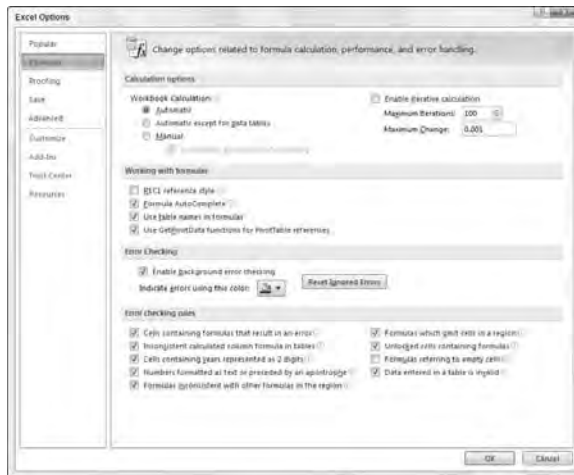 Excel Options
Popular
Formulas
Proofing
Save
Advanced
Customize
Add-Ins
Trust Center
Resources
Change options related to formula calculation, performance, and error handling.
Calculation options
Workbook Calculation
Automatic
Automatic except for data tables
Manual
Enable iterative calculation
Maximum Iterations: 100
Maximum Change: 0.001
Working with formulas
R1C1 reference style
Formula AutoComplete
Use table names in formulas
Use GetPivotData functions for PivotTable references
Error Checking
Enable background error checking
Indicate errors using this color:
Reset Ignored Errors
Error checking rules
Cells containing formulas that result in an error
Inconsistent calculated column formula in tables
Cells containing years represented as 2 digits
Numbers formatted as text or preceded by an apostrophe
Formulas inconsistent with other formulas in the region
Formulas which omit cells in a region
Unlocked cells containing formulas
Formulas referring to empty cells
Data entered in a table is invalid
OK
Cancel